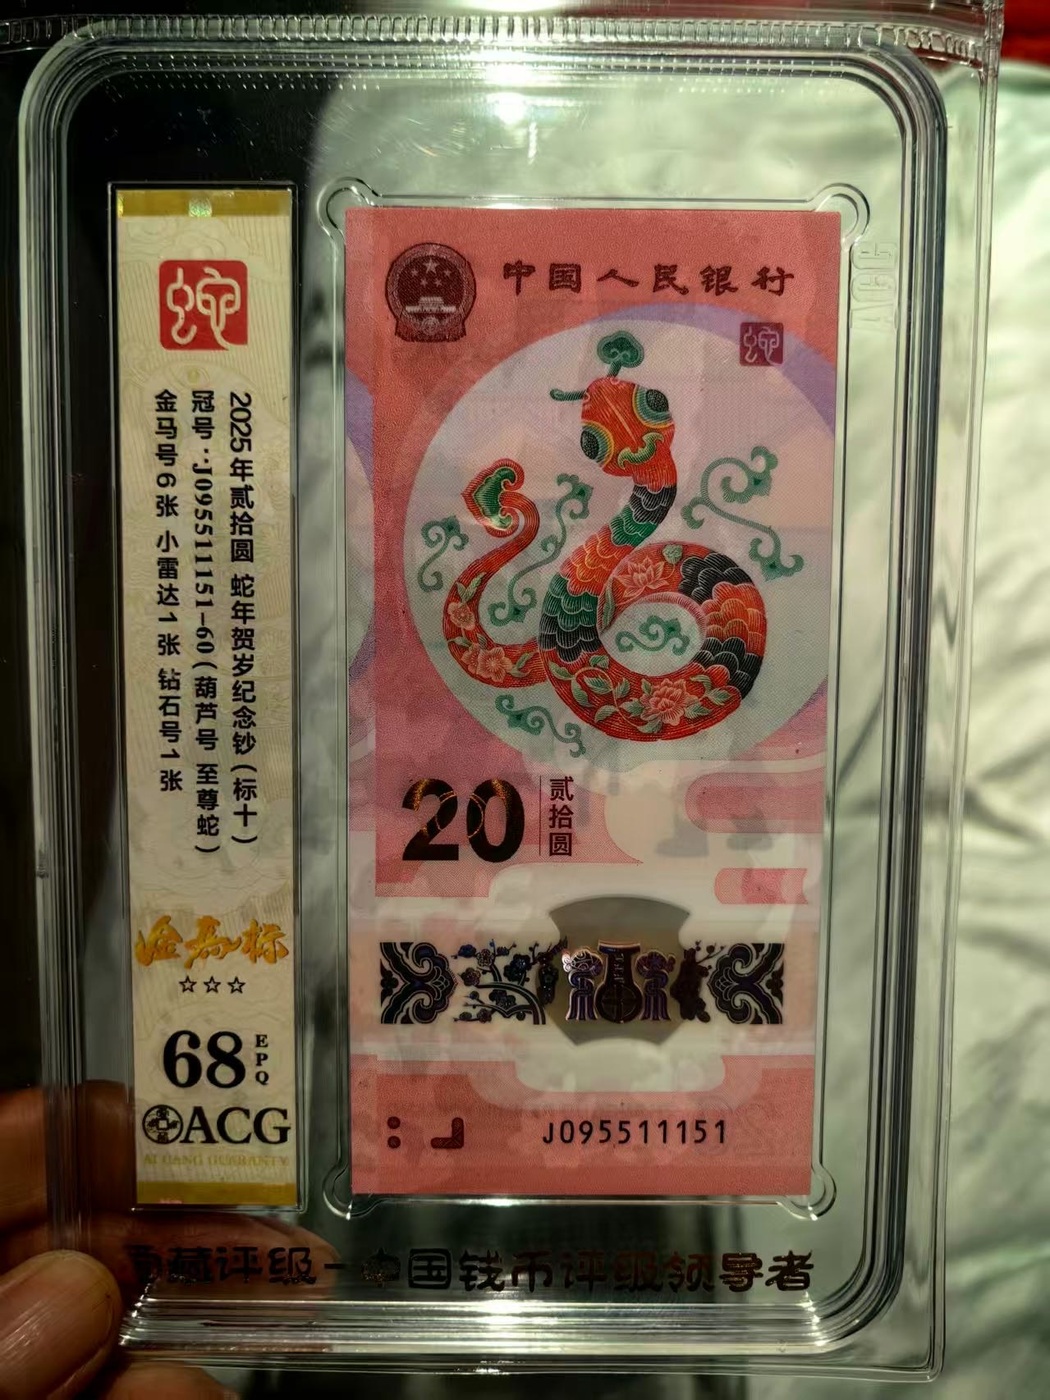 蛇
2025年贰拾圆 蛇年贺岁纪念钞(标十)
冠号:J095511151-60(葫芦号 至尊蛇)
金马号6张 小雷达1张 钻石号1张
金马标
☆☆☆
68 EPQ
ACG
中国人民银行
蛇
20 贰拾圆
J095511151
藏评级-中国钱币评级领导者
ACG